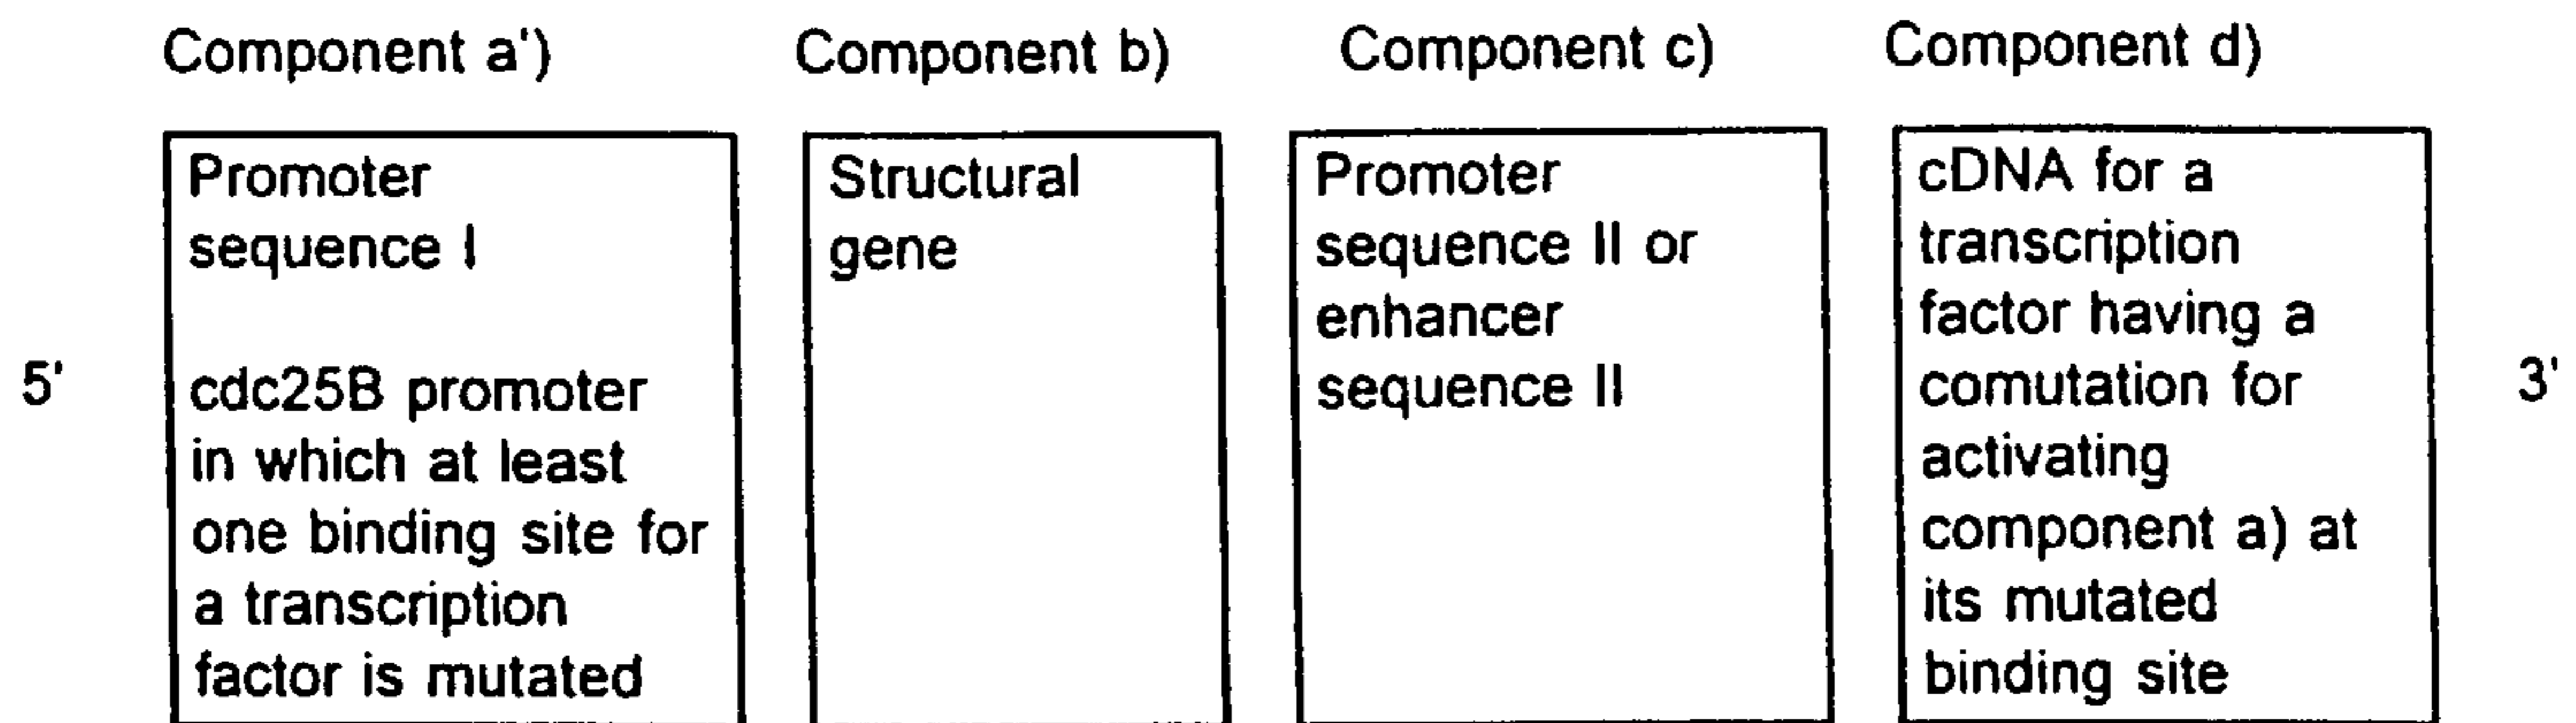 Component a')
Component b)
Component c)
Component d)
Promoter
sequence I
cdc25B promoter
in which at least
one binding site for
a transcription
factor is mutated
Structural
gene
Promoter
sequence II or
enhancer
sequence II
cDNA for a
transcription
factor having a
comutation for
activating
component a) at
its mutated
binding site
5'
3'